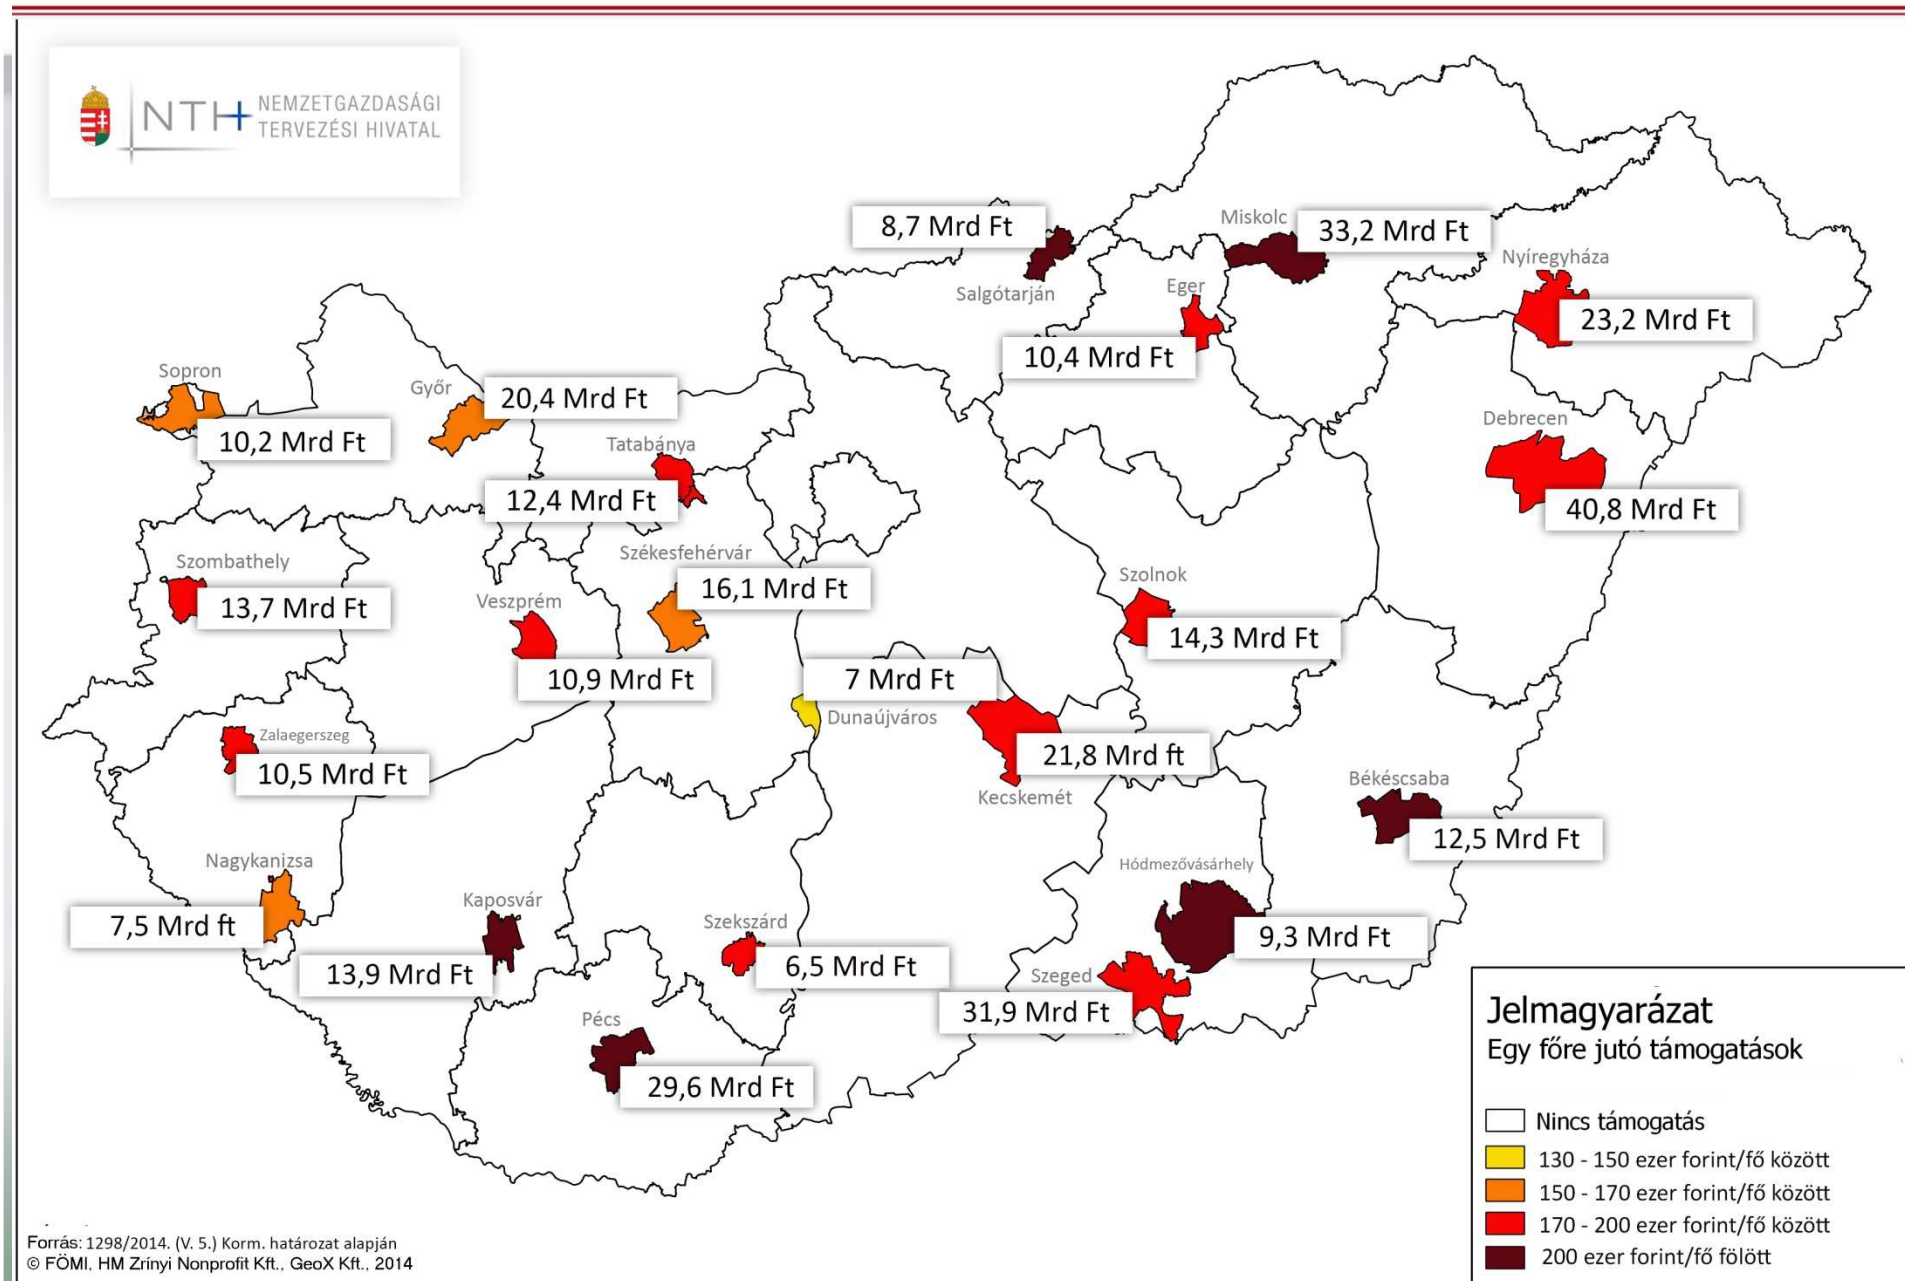 NTH NEMZETGAZDASÁGI
TERVEZÉSI HIVATAL
8,7 Mrd Ft
Salgótarján
Miskolc
33,2 Mrd Ft
Nyíregyháza
23,2 Mrd Ft
Eger
10,4 Mrd Ft
Sopron
10,2 Mrd Ft
Győr
20,4 Mrd Ft
Tatabánya
12,4 Mrd Ft
Debrecen
40,8 Mrd Ft
Szombathely
13,7 Mrd Ft
Veszprém
10,9 Mrd Ft
Székesfehérvár
16,1 Mrd Ft
Szolnok
14,3 Mrd Ft
7 Mrd Ft
Dunaújváros
21,8 Mrd ft
Kecskemét
Zalaegerszeg
10,5 Mrd Ft
Békéscsaba
12,5 Mrd Ft
Nagykanizsa
7,5 Mrd ft
Kaposvár
13,9 Mrd Ft
Szekszárd
6,5 Mrd Ft
Hódmezővásárhely
9,3 Mrd Ft
Szeged
31,9 Mrd Ft
Pécs
29,6 Mrd Ft
Jelmagyarázat
Egy főre jutó támogatások
Nincs támogatás
130 - 150 ezer forint/fő között
150 - 170 ezer forint/fő között
170 - 200 ezer forint/fő között
200 ezer forint/fő fölött
Forrás: 1298/2014. (V. 5.) Korm. határozat alapján
© FÖMI, HM Zrínyi Nonprofit Kft., GeoX Kft., 2014